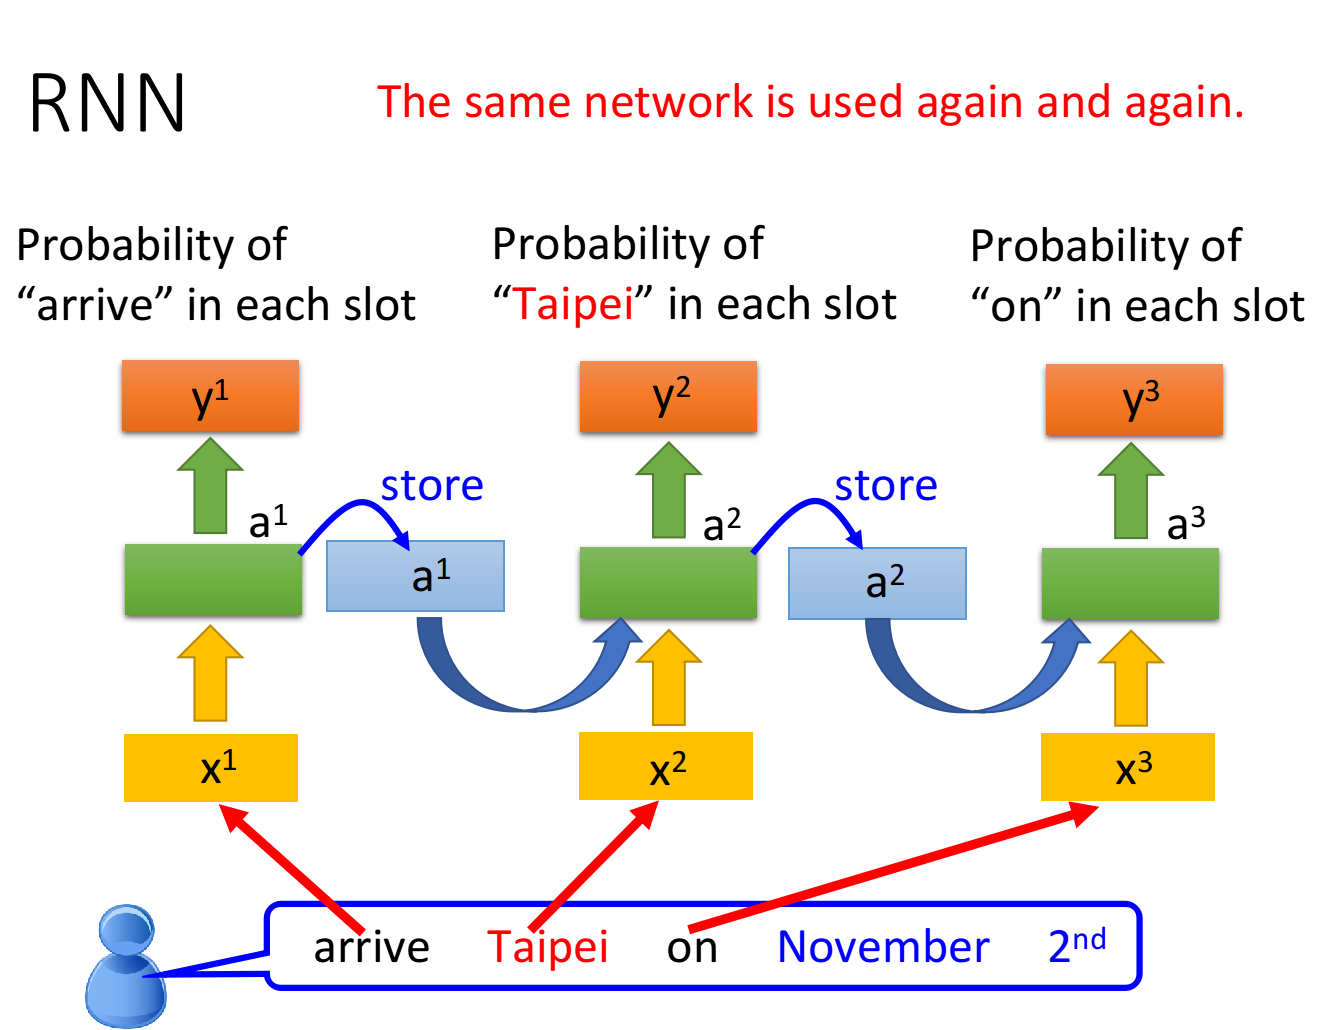 RNN
The same network is used again and again.
Probability of
“arrive” in each slot
Probability of
“Taipei” in each slot
Probability of
“on” in each slot
y¹
y²
y³
store
store
a¹
a²
a³
a¹
a²
x¹
x²
x³
arrive Taipei on November 2ⁿᵈ